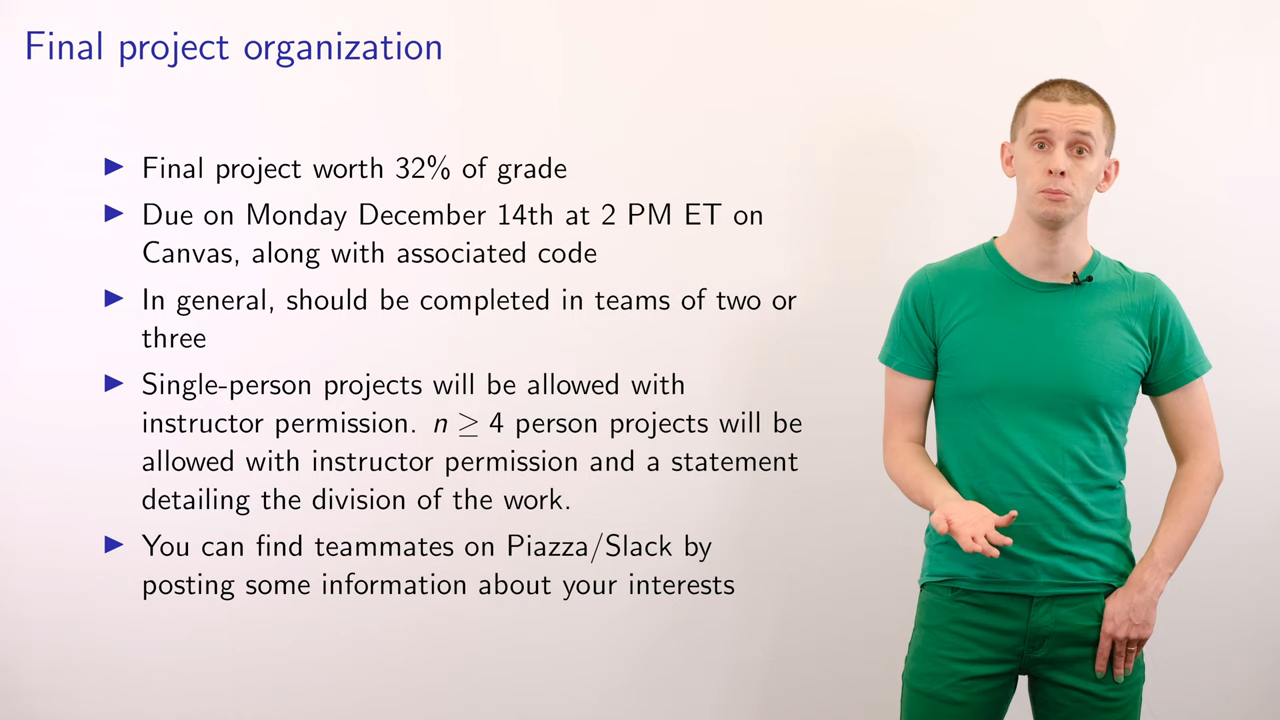 Final project organization
Final project worth 32% of grade
Due on Monday December 14th at 2 PM ET on
Canvas, along with associated code
In general, should be completed in teams of two or
three
Single-person projects will be allowed with
instructor permission. n ≥ 4 person projects will be
allowed with instructor permission and a statement
detailing the division of the work.
You can find teammates on Piazza/Slack by
posting some information about your interests